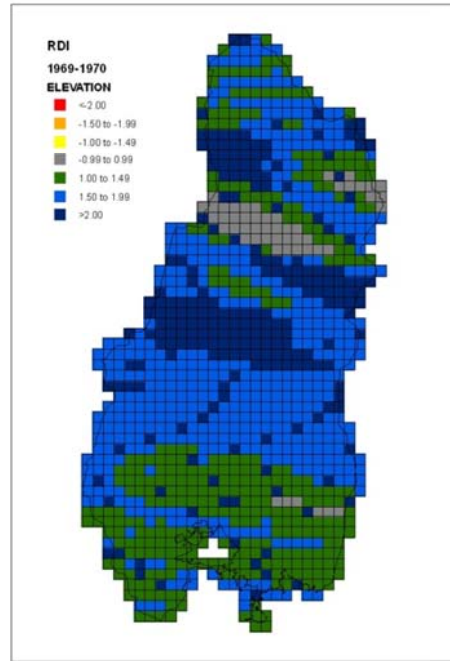 RDI
1969-1970
ELEVATION
<-2.00
-1.50 to -1.99
-1.00 to -1.49
-0.99 to 0.99
1.00 to 1.49
1.50 to 1.99
>2.00